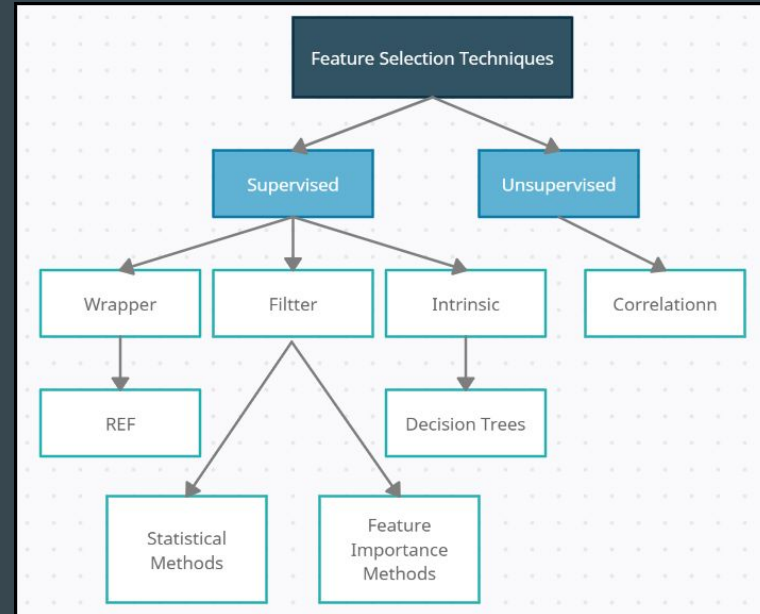 Feature Selection Techniques
Supervised
Unsupervised
Wrapper
Filtter
Intrinsic
Correlationn
REF
Decision Trees
Statistical
Methods
Feature
Importance
Methods